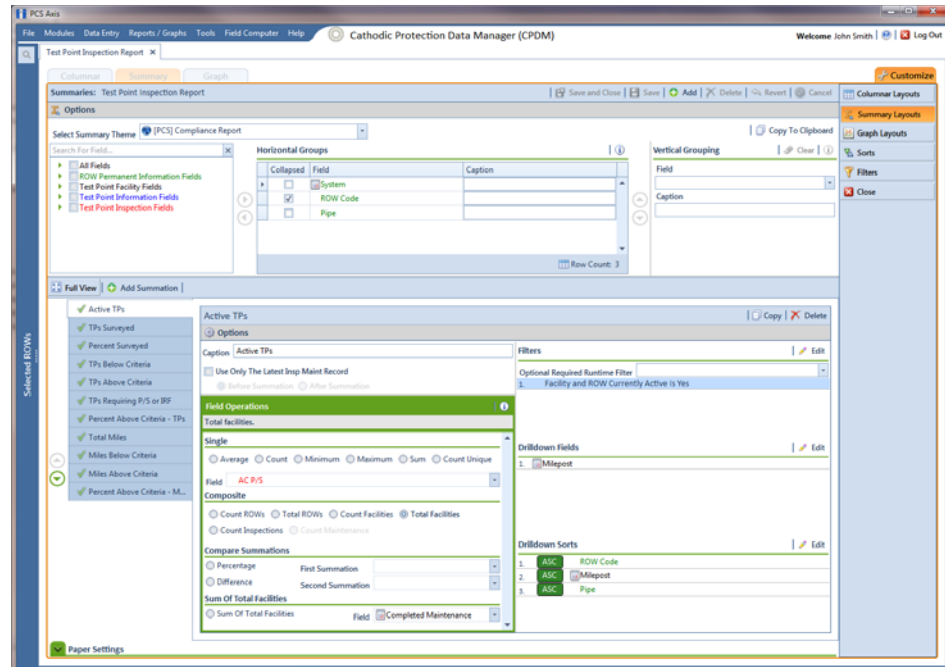 PCS Axis
File Modules Data Entry Reports / Graphs Tools Field Computer Help Cathodic Protection Data Manager (CPDM) Welcome John Smith Log Out
Test Point Inspection Report
Columnar Summary Graph Customize
Summaries: Test Point Inspection Report Save and Close Save Add Delete Revert Cancel
Columnar Layouts
Summary Layouts
Graph Layouts
Sorts
Filters
Close
Options
Select Summary Theme [PCS] Compliance Report Copy To Clipboard
Search For Field...
All Fields
ROW Permanent Information Fields
Test Point Facility Fields
Test Point Information Fields
Test Point Inspection Fields
Horizontal Groups
Collapsed Field Caption
System
ROW Code
Pipe
Row Count: 3
Vertical Grouping Clear
Field
Caption
Full View Add Summation
Selected ROWs
Active TPs
TPs Surveyed
Percent Surveyed
TPs Below Criteria
TPs Above Criteria
TPs Requiring P/S or IRF
Percent Above Criteria - TPs
Total Miles
Miles Below Criteria
Miles Above Criteria
Percent Above Criteria - M...
Active TPs Copy Delete
Options
Caption Active TPs
Use Only The Latest Insp Maint Record
Before Summation After Summation
Field Operations
Total facilities.
Single
Average Count Minimum Maximum Sum Count Unique
Field AC P/S
Composite
Count ROWs Total ROWs Count Facilities Total Facilities
Count Inspections Count Maintenance
Compare Summations
Percentage First Summation
Difference Second Summation
Sum Of Total Facilities
Sum Of Total Facilities Field Completed Maintenance
Filters Edit
Optional Required Runtime Filter
1. Facility and ROW Currently Active Is Yes
Drilldown Fields Edit
1. Milepost
Drilldown Sorts Edit
1. ASC ROW Code
2. ASC Milepost
3. ASC Pipe
Paper Settings